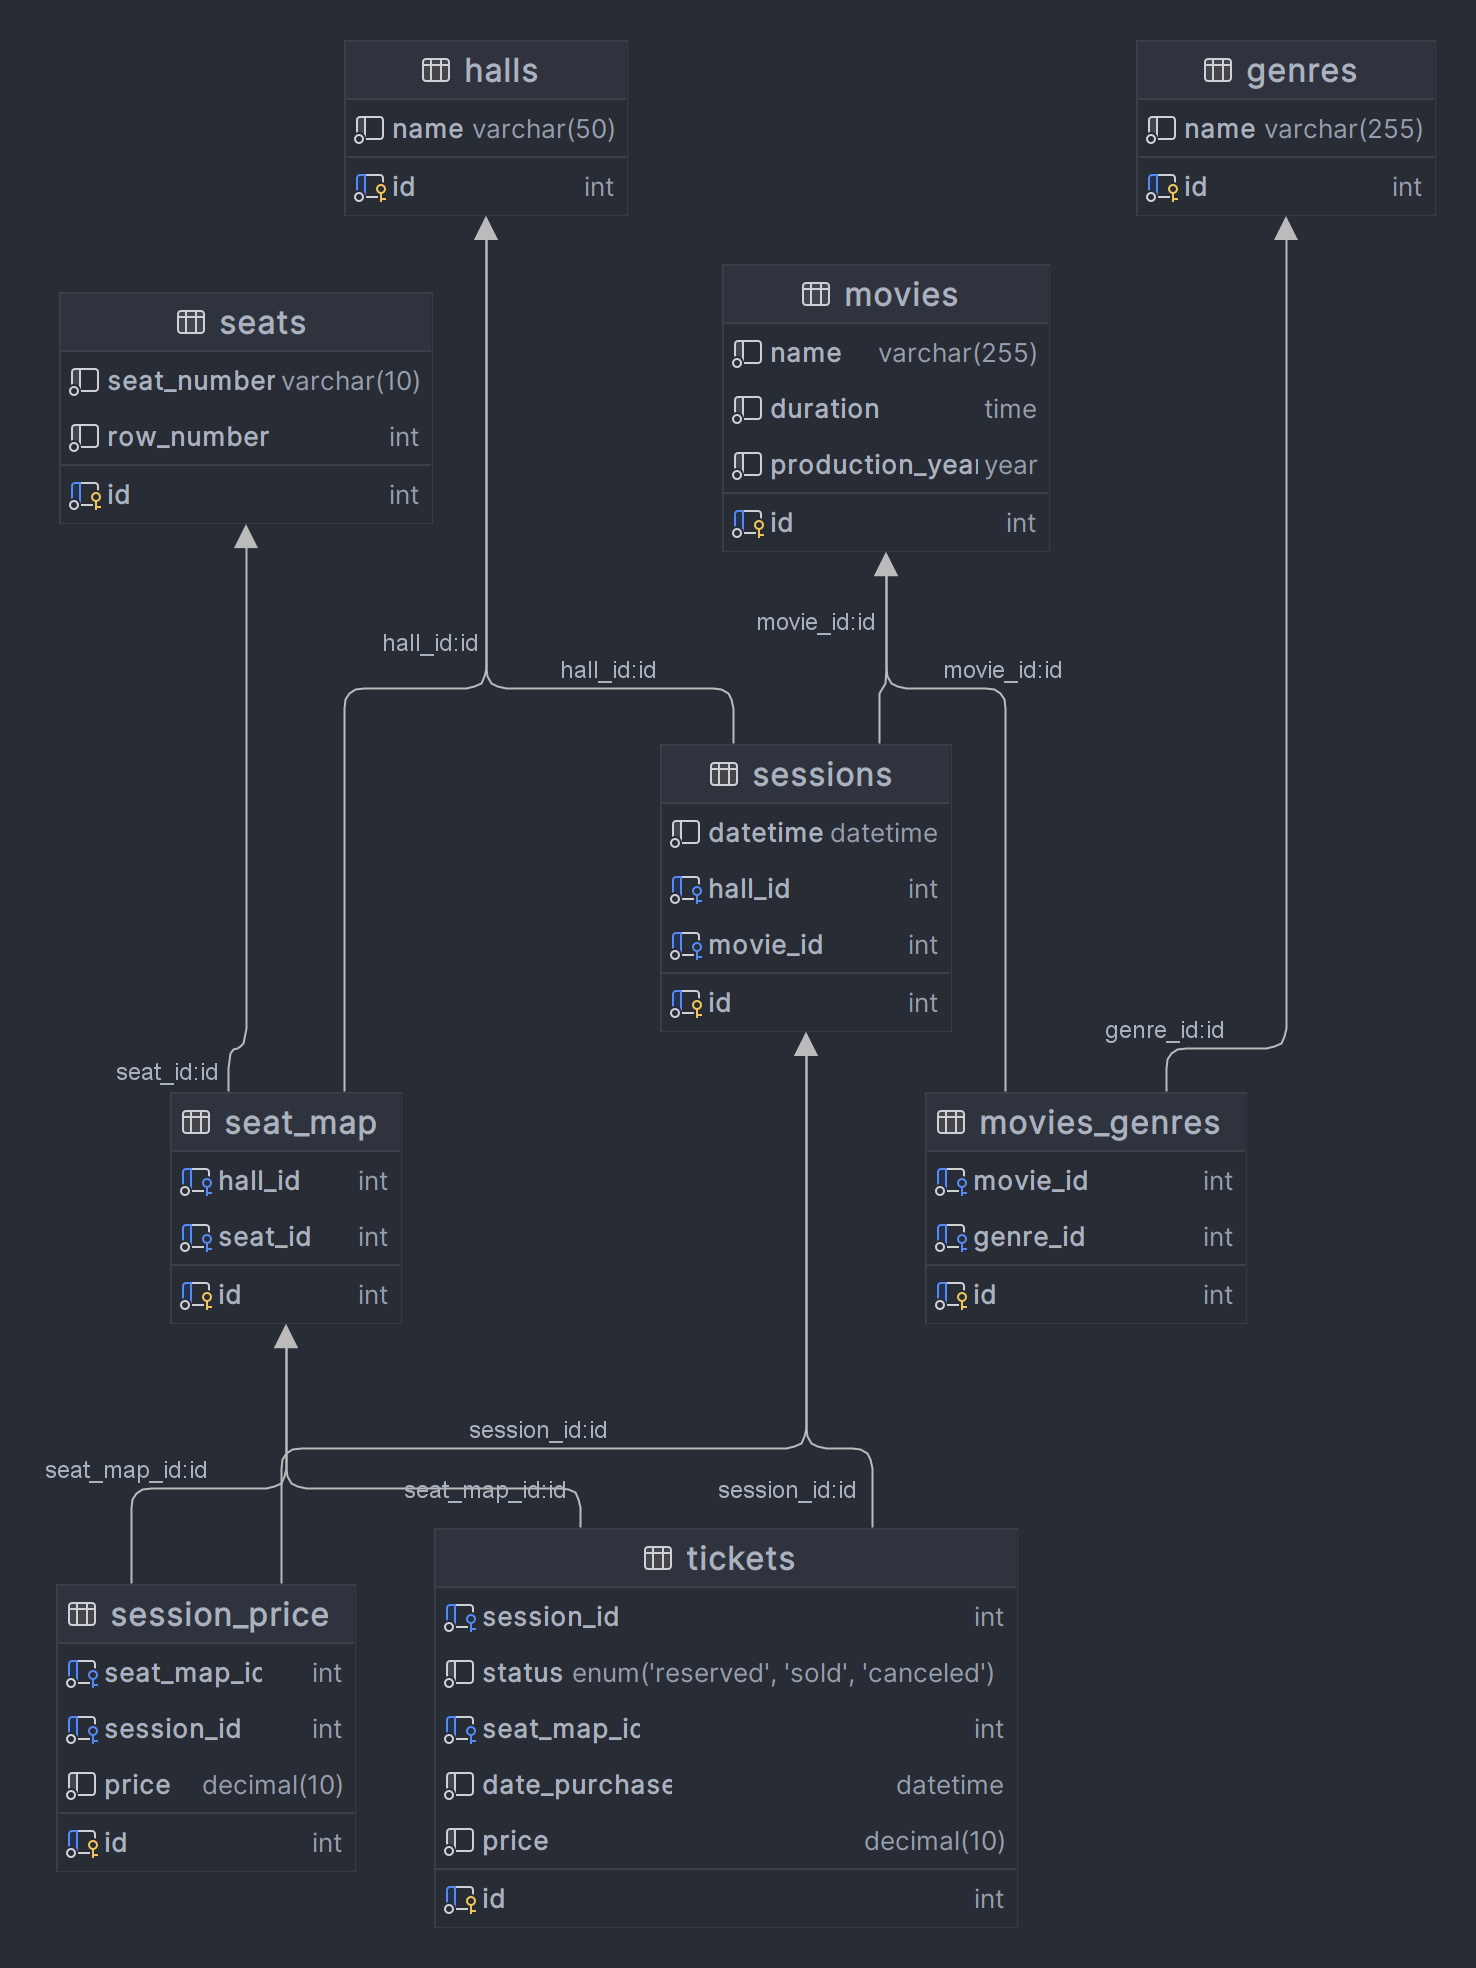 halls
name varchar(50)
id int
genres
name varchar(255)
id int
seats
seat_number varchar(10)
row_number int
id int
movies
name varchar(255)
duration time
production_year year
id int
hall_id:id
hall_id:id
movie_id:id
movie_id:id
sessions
datetime datetime
hall_id int
movie_id int
id int
genre_id:id
seat_id:id
seat_map
hall_id int
seat_id int
id int
movies_genres
movie_id int
genre_id int
id int
session_id:id
seat_map_id:id
seat_map_id:id
session_id:id
session_price
seat_map_id int
session_id int
price decimal(10)
id int
tickets
session_id int
status enum('reserved', 'sold', 'canceled')
seat_map_id int
date_purchase datetime
price decimal(10)
id int